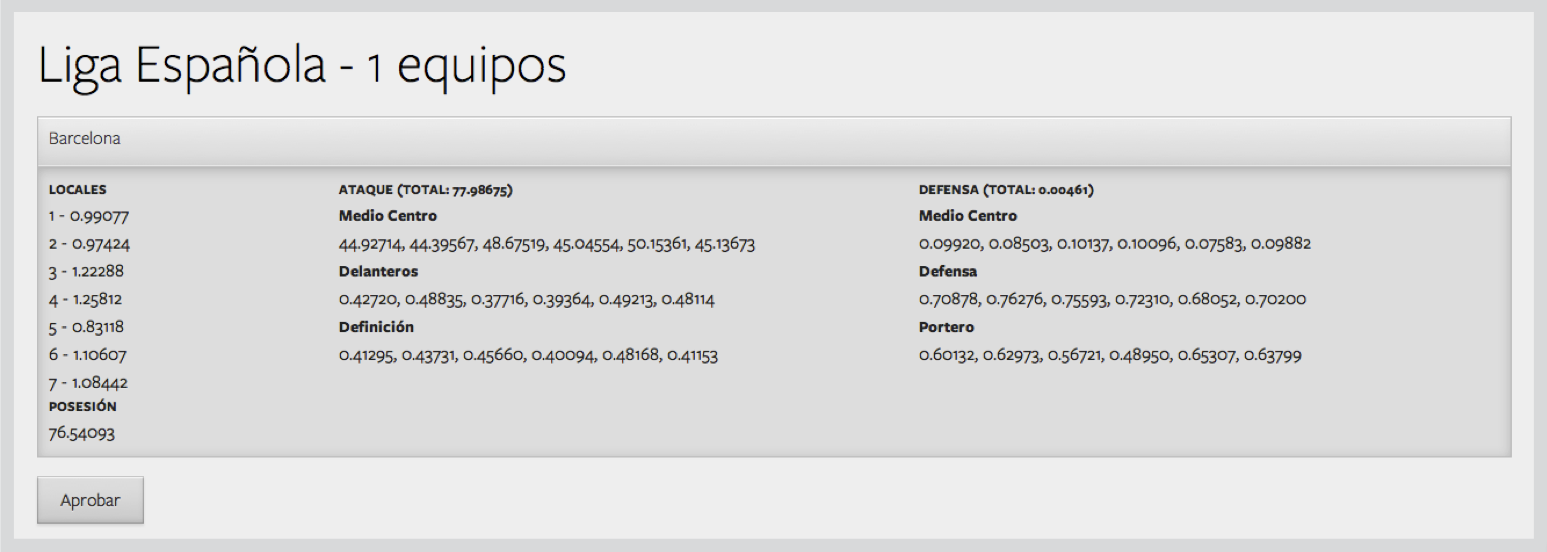 Liga Española - 1 equipos
Barcelona
LOCALES
1 - 0.99077
2 - 0.97424
3 - 1.22288
4 - 1.25812
5 - 0.83118
6 - 1.10607
7 - 1.08442
POSESIÓN
76.54093
ATAQUE (TOTAL: 77.98675)
Medio Centro
44.92714, 44.39567, 48.67519, 45.04554, 50.15361, 45.13673
Delanteros
0.42720, 0.48835, 0.37716, 0.39364, 0.49213, 0.48114
Definición
0.41295, 0.43731, 0.45660, 0.40094, 0.48168, 0.41153
DEFENSA (TOTAL: 0.00461)
Medio Centro
0.09920, 0.08503, 0.10137, 0.10096, 0.07583, 0.09882
Defensa
0.70878, 0.76276, 0.75593, 0.72310, 0.68052, 0.70200
Portero
0.60132, 0.62973, 0.56721, 0.48950, 0.65307, 0.63799
Aprobar